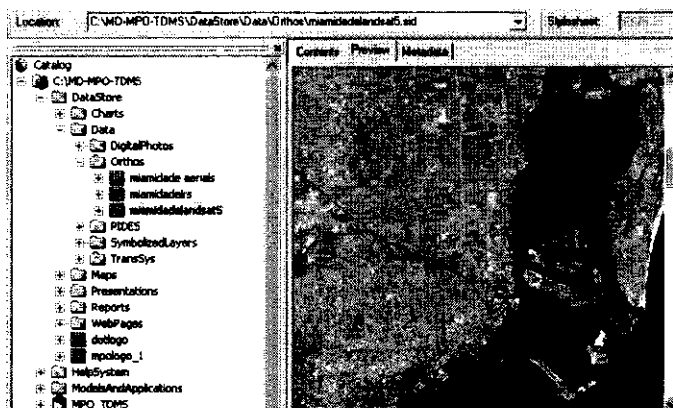 Location: C:\MD-MPO-TDMS\DataStore\Data\Orthos\miamidadelandsat5.sid Stylesheet:
Contents Preview Metadata
Catalog
C:\MD-MPO-TDMS
DataStore
Charts
Data
DigitalPhotos
Orthos
miamidade aerials
miamidadeirs
miamidadelandsat5
PIDES
SymbolizedLayers
TransSys
Maps
Presentations
Reports
WebPages
dotlogo
mpologo_1
HelpSystem
ModelsAndApplications
MPO_TDMS